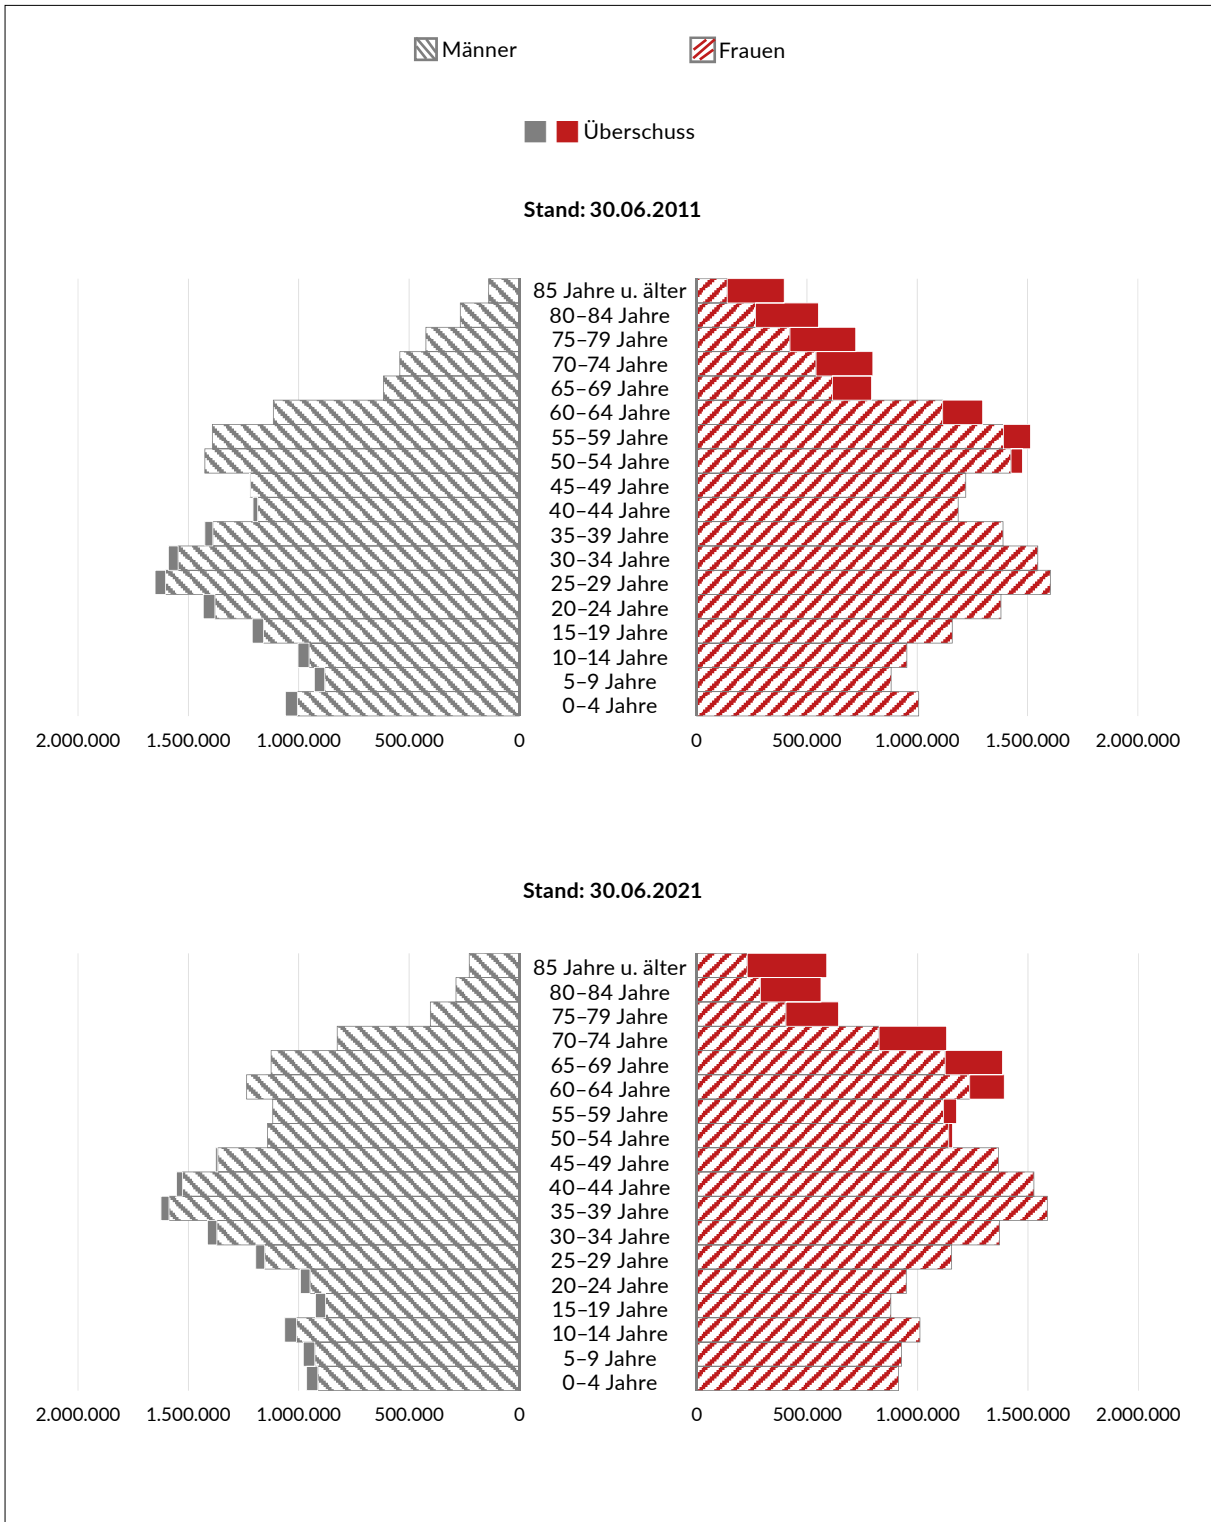 Männer Frauen
Überschuss
Stand: 30.06.2011
85 Jahre u. älter
80–84 Jahre
75–79 Jahre
70–74 Jahre
65–69 Jahre
60–64 Jahre
55–59 Jahre
50–54 Jahre
45–49 Jahre
40–44 Jahre
35–39 Jahre
30–34 Jahre
25–29 Jahre
20–24 Jahre
15–19 Jahre
10–14 Jahre
5–9 Jahre
0–4 Jahre
2.000.000 1.500.000 1.000.000 500.000 0 0 500.000 1.000.000 1.500.000 2.000.000
Stand: 30.06.2021
85 Jahre u. älter
80–84 Jahre
75–79 Jahre
70–74 Jahre
65–69 Jahre
60–64 Jahre
55–59 Jahre
50–54 Jahre
45–49 Jahre
40–44 Jahre
35–39 Jahre
30–34 Jahre
25–29 Jahre
20–24 Jahre
15–19 Jahre
10–14 Jahre
5–9 Jahre
0–4 Jahre
2.000.000 1.500.000 1.000.000 500.000 0 0 500.000 1.000.000 1.500.000 2.000.000